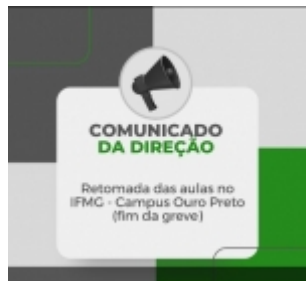 COMUNICADO
DA DIREÇÃO
Retomada das aulas no
IFMG - Campus Ouro Preto
(fim da greve)